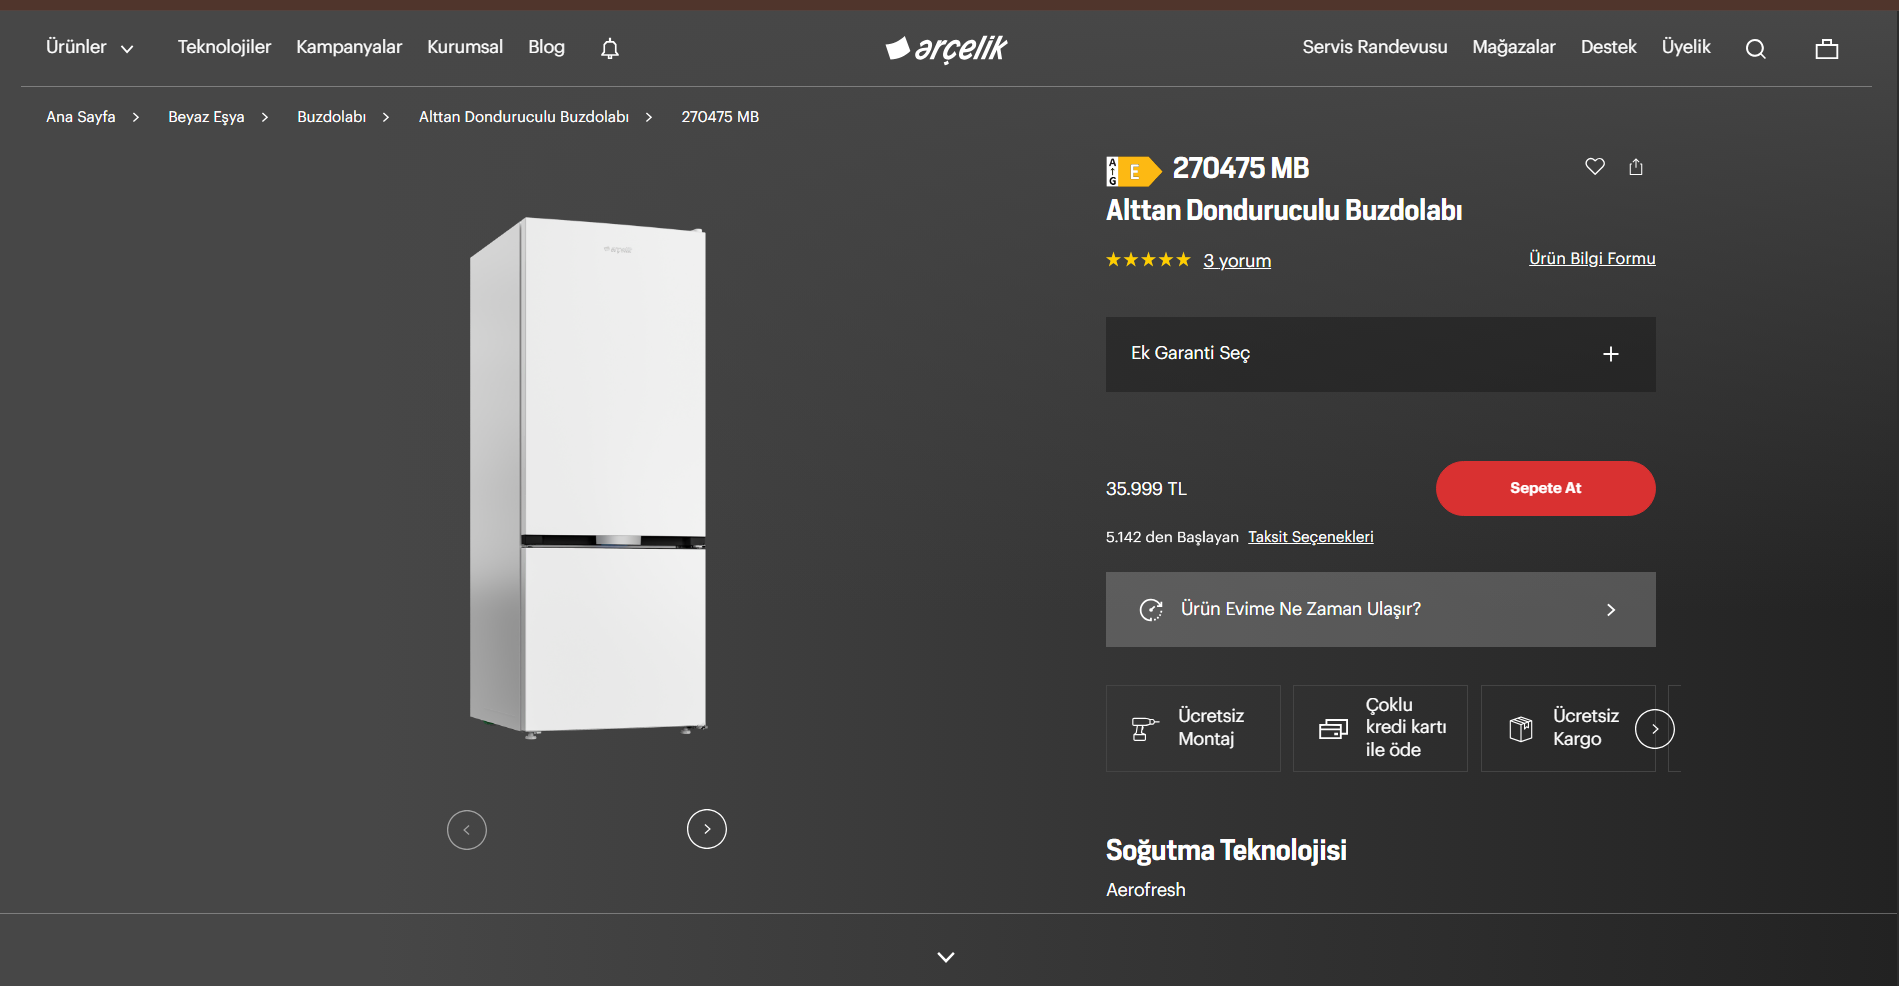 Ürünler
Teknolojiler
Kampanyalar
Kurumsal
Blog
arçelik
Servis Randevusu
Mağazalar
Destek
Üyelik
Ana Sayfa > Beyaz Eşya > Buzdolabı > Alttan Donduruculu Buzdolabı > 270475 MB
A
G
E
270475 MB
Alttan Donduruculu Buzdolabı
3 yorum
Ürün Bilgi Formu
arçelik
Ek Garanti Seç
35.999 TL
Sepete At
5.142 den Başlayan Taksit Seçenekleri
Ürün Evime Ne Zaman Ulaşır?
Ücretsiz
Montaj
Çoklu
kredi kartı
ile öde
Ücretsiz
Kargo
Soğutma Teknolojisi
Aerofresh